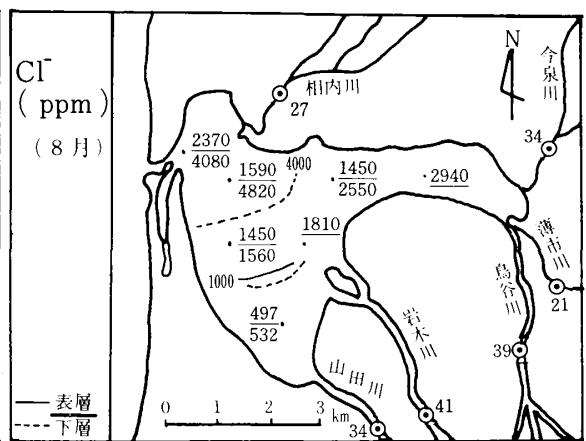 Cl⁻
( ppm )
( 8月 )
N
今泉川
相内川
27
34
2370
4080
1590
4820
4000
1450
2550
2940
1450
1560
1810
1000
497
532
薄市川
21
鳥谷川
39
岩木川
41
山田川
34
表層
下層
0 1 2 3
km